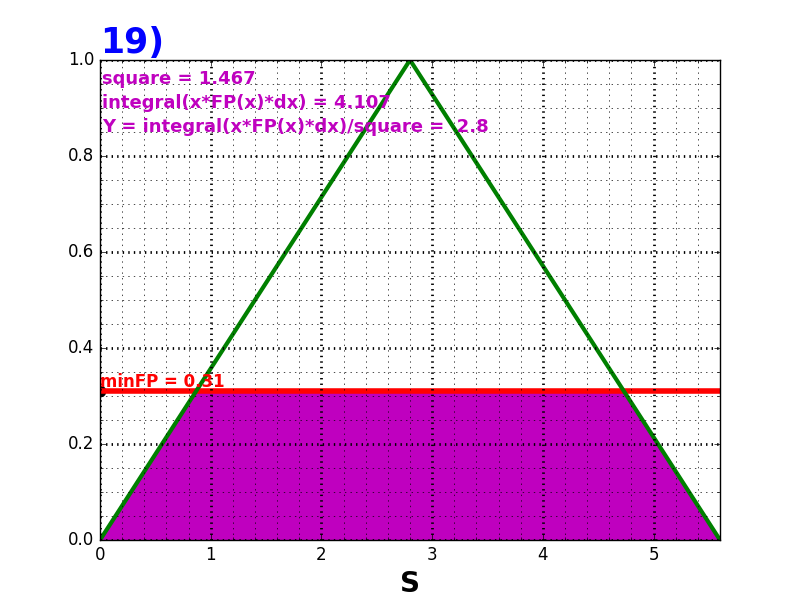 19)
1.0
square = 1.467
integral(x*FP(x)*dx) = 4.107
Y = integral(x*FP(x)*dx)/square =  2.8
0.8
0.6
0.4
minFP = 0.31
0.2
0.0
0 1 2 3 4 5
S